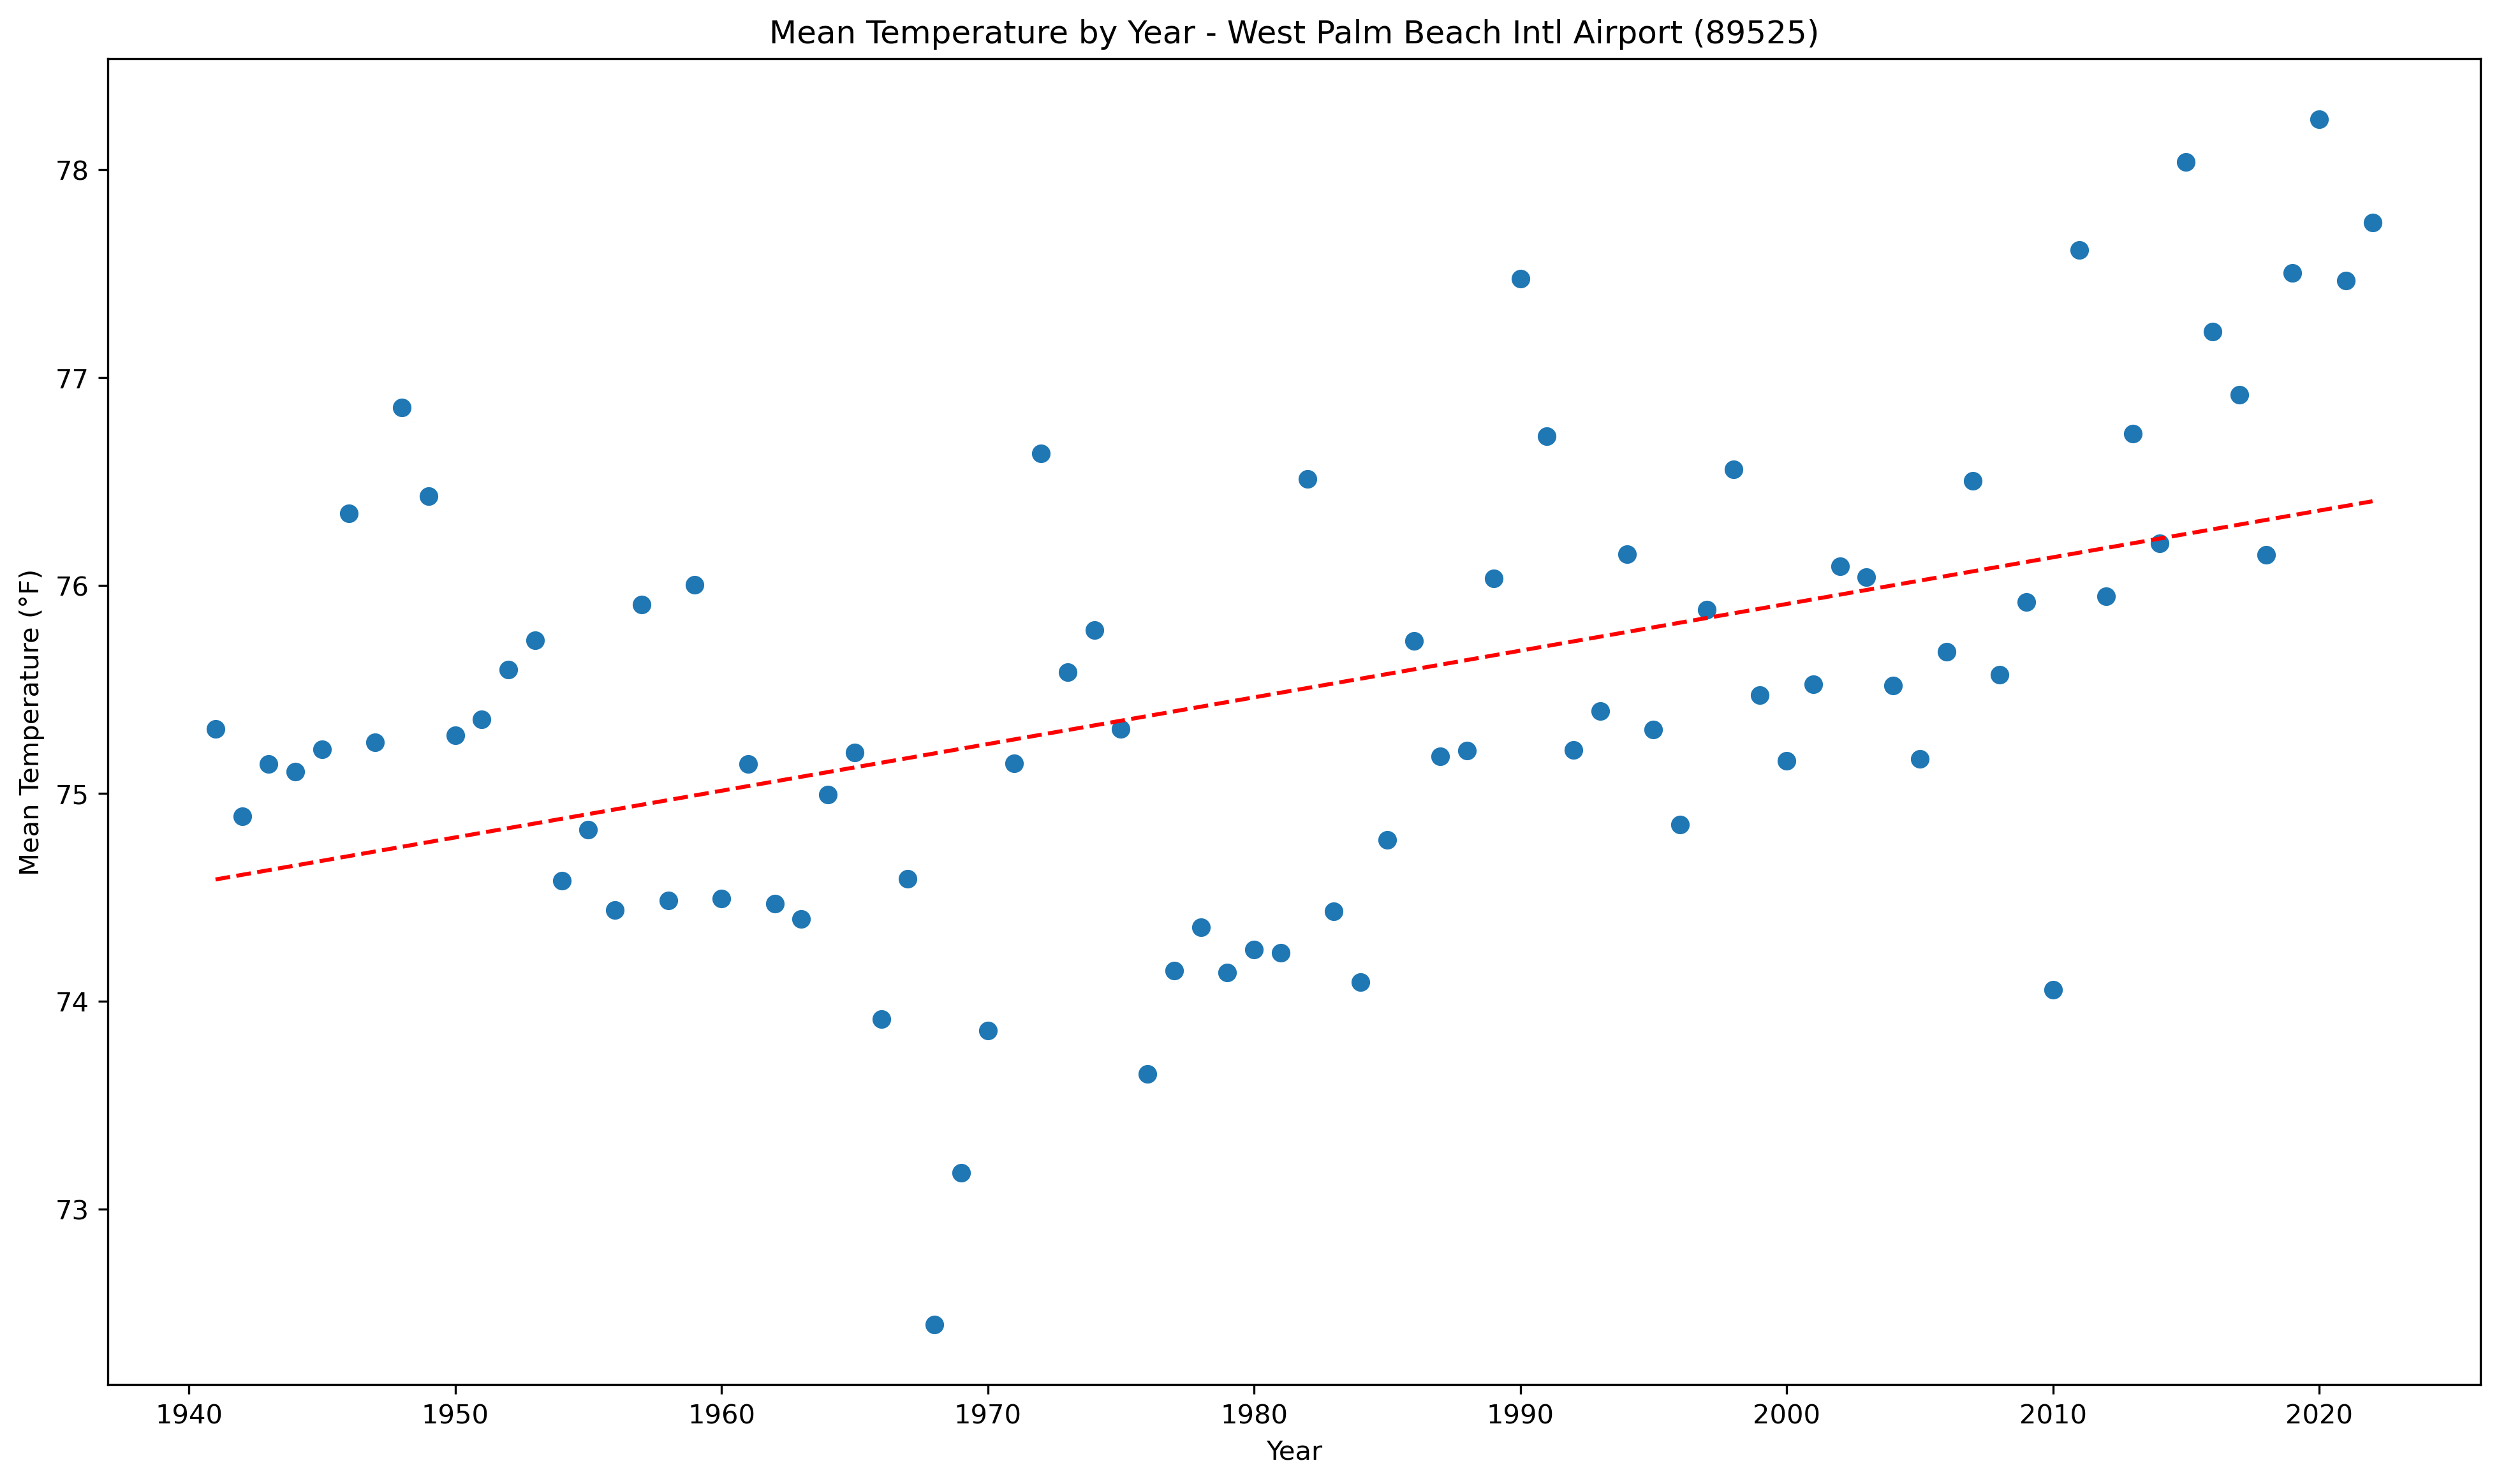 Mean Temperature by Year - West Palm Beach Intl Airport (89525)
Mean Temperature (°F)
78
77
76
75
74
73
1940 1950 1960 1970 1980 1990 2000 2010 2020
Year